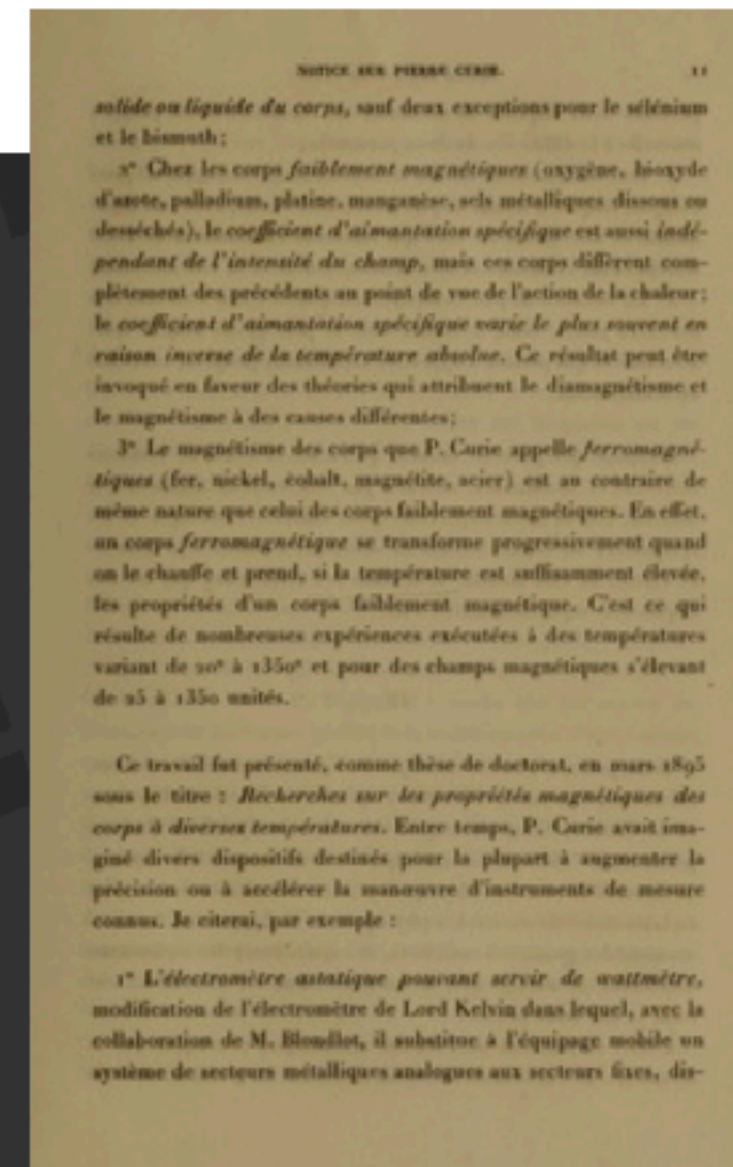 NOTICE SUR PIERRE CURIE. 11
solide ou liquide du corps, sauf deux exceptions pour le sélénium
et le bismuth;
2° Chez les corps faiblement magnétiques (oxygène, bioxyde
d'azote, palladium, platine, manganèse, sels métalliques dissous ou
desséchés), le coefficient d'aimantation spécifique est aussi indé-
pendant de l'intensité du champ, mais ces corps diffèrent com-
plètement des précédents au point de vue de l'action de la chaleur;
le coefficient d'aimantation spécifique varie le plus souvent en
raison inverse de la température absolue. Ce résultat peut être
invoqué en faveur des théories qui attribuent le diamagnétisme et
le magnétisme à des causes différentes;
3° Le magnétisme des corps que P. Curie appelle ferromagné-
tiques (fer, nickel, cobalt, magnétite, acier) est au contraire de
même nature que celui des corps faiblement magnétiques. En effet,
un corps ferromagnétique se transforme progressivement quand
on le chauffe et prend, si la température est suffisamment élevée,
les propriétés d'un corps faiblement magnétique. C'est ce qui
résulte de nombreuses expériences exécutées à des températures
variant de 20° à 1350° et pour des champs magnétiques s'élevant
de 25 à 1350 unités.
Ce travail fut présenté, comme thèse de doctorat, en mars 1895
sous le titre : Recherches sur les propriétés magnétiques des
corps à diverses températures. Entre temps, P. Curie avait ima-
giné divers dispositifs destinés pour la plupart à augmenter la
précision ou à accélérer la manœuvre d'instruments de mesure
connus. Je citerai, par exemple :
1° L'électromètre astatique pouvant servir de wattmètre,
modification de l'électromètre de Lord Kelvin dans lequel, avec la
collaboration de M. Blondlot, il substitue à l'équipage mobile un
système de secteurs métalliques analogues aux secteurs fixes, dis-